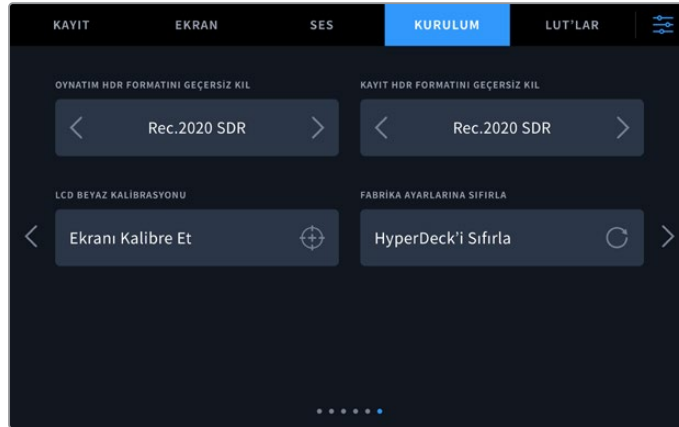 KAYIT EKRAN SES KURULUM LUT'LAR
OYNATIM HDR FORMATINI GEÇERSİZ KIL KAYIT HDR FORMATINI GEÇERSİZ KIL
Rec.2020 SDR Rec.2020 SDR
LCD BEYAZ KALİBRASYONU FABRİKA AYARLARINA SIFIRLA
Ekranı Kalibre Et HyperDeck'i Sıfırla